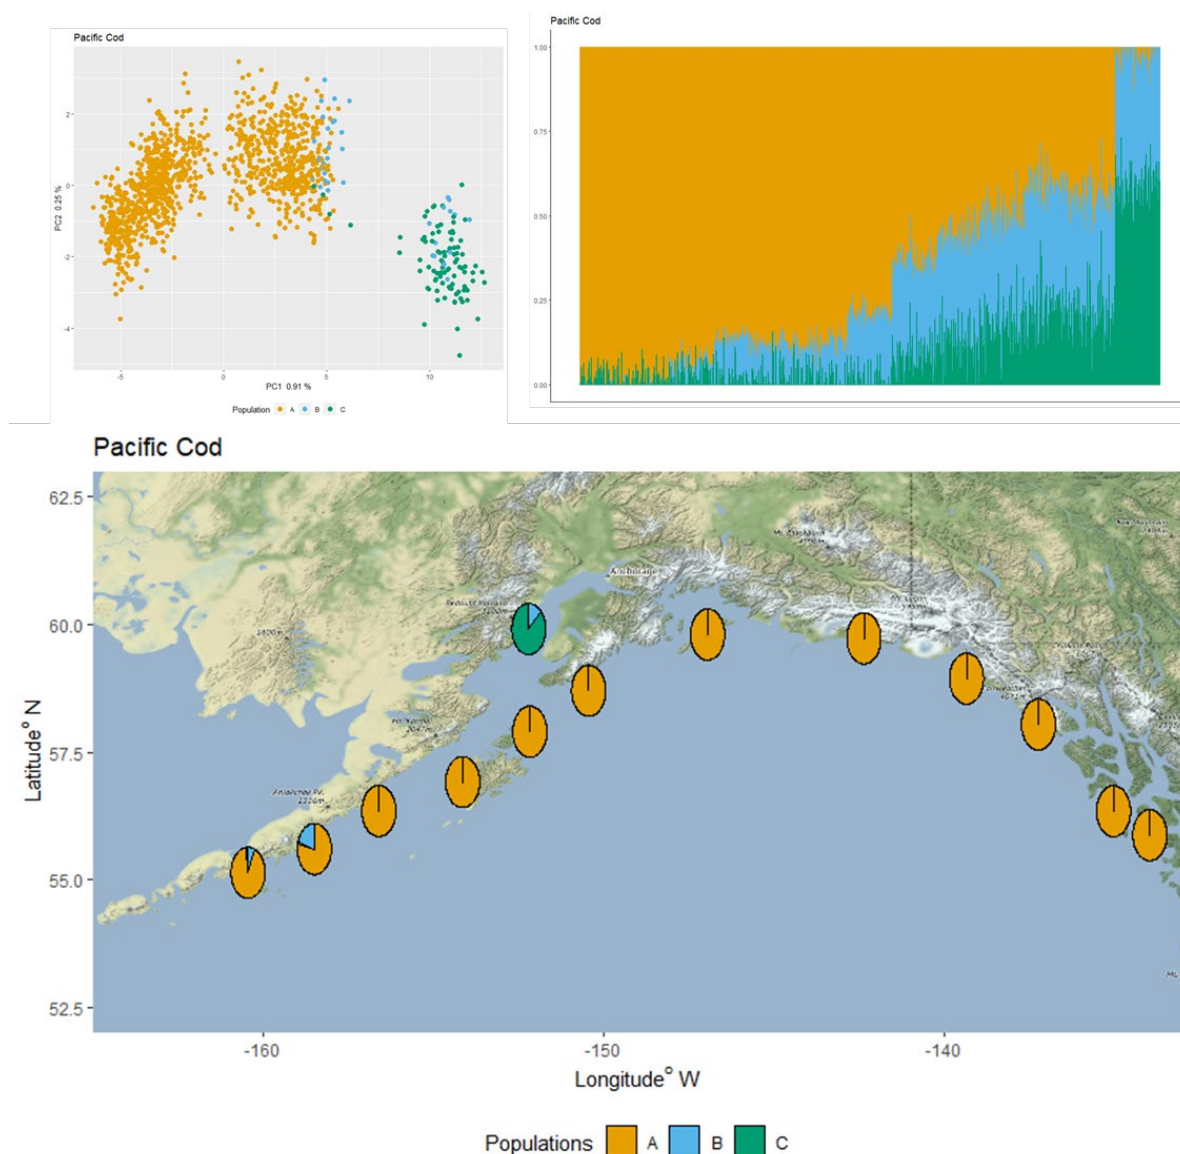 Pacific Cod
2
0
-2
-4
PC2 0.25 %
-5
0
5
10
PC1 0.91 %
Population A B C
Pacific Cod
1.00
0.75
0.50
0.25
0.00
Pacific Cod
62.5
60.0
57.5
55.0
52.5
Latitude° N
Anchorage
1600m
-160
-150
-140
Longitude° W
Populations A B C